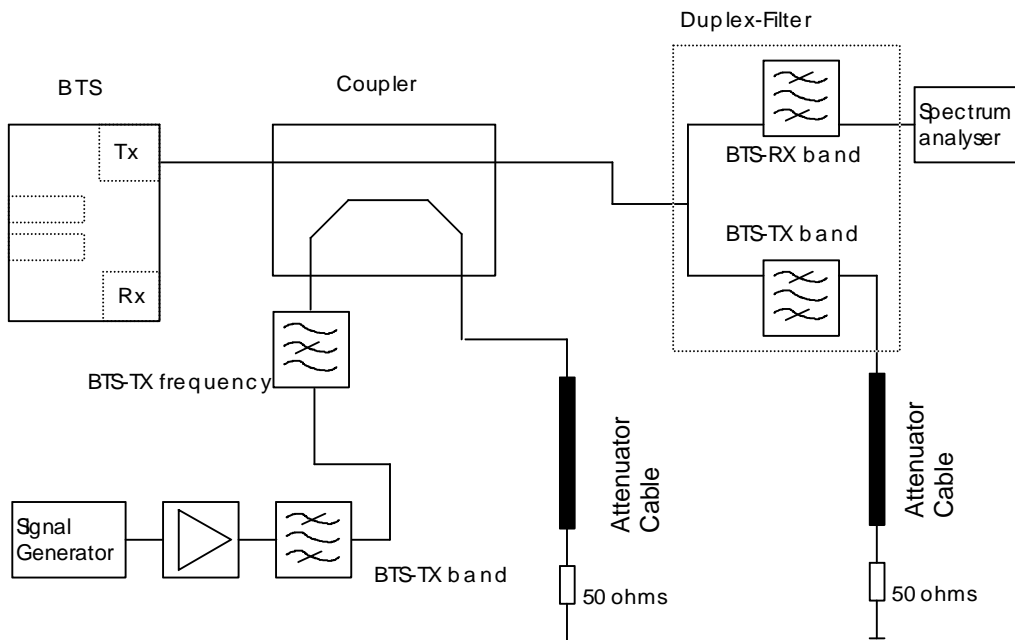 Duplex-Filter
BTS
Coupler
Tx
Spectrum
analyser
BTS-RX band
BTS-TX band
Rx
BTS-TX frequency
Attenuator
Cable
Attenuator
Cable
Signal
Generator
BTS-TX band
50 ohms
50 ohms